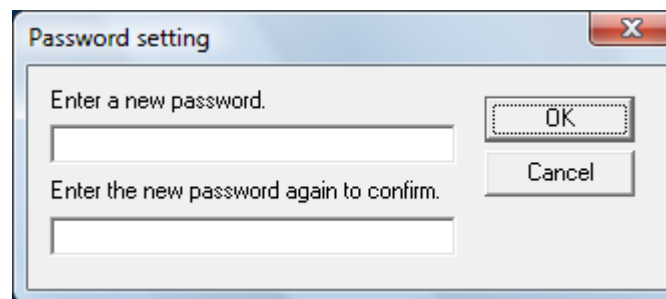 Password setting
Enter a new password.
OK
Cancel
Enter the new password again to confirm.